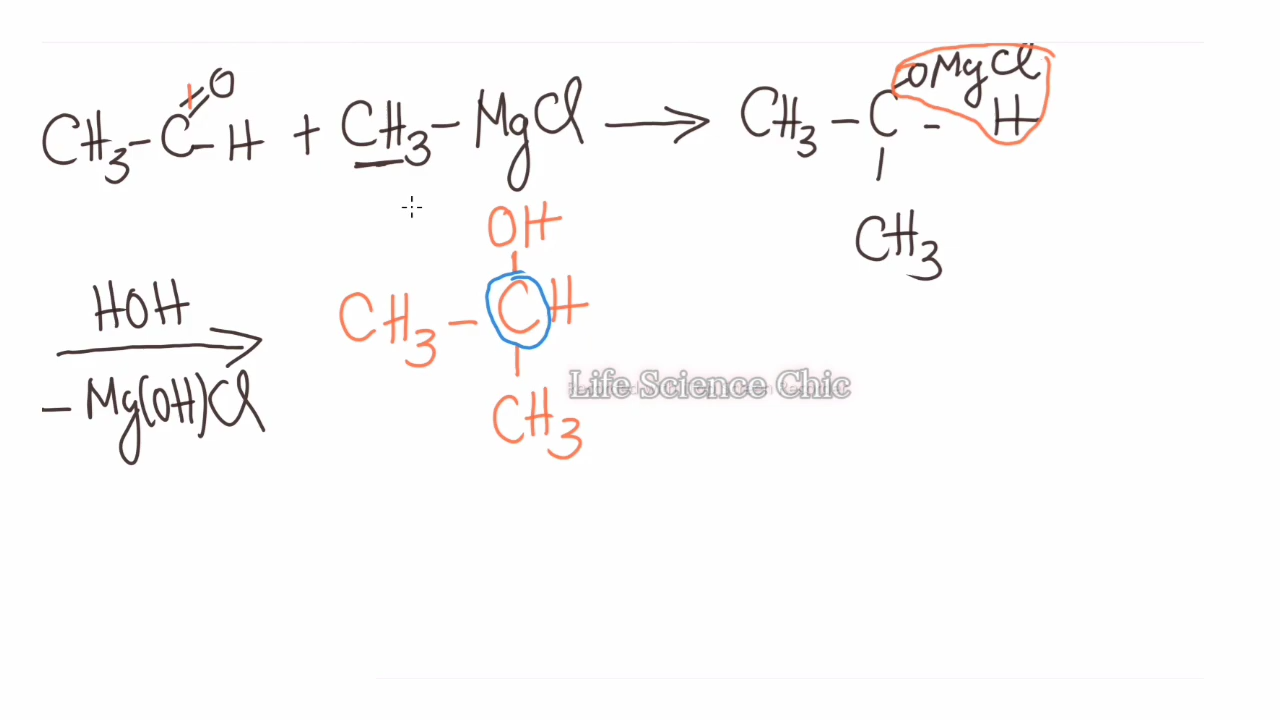 CH3-C=O-H + CH3-MgCl → CH3-C-H
OMgCl
CH3
HOH
-Mg(OH)Cl
OH
CH3-CH
CH3
Life Science Chic